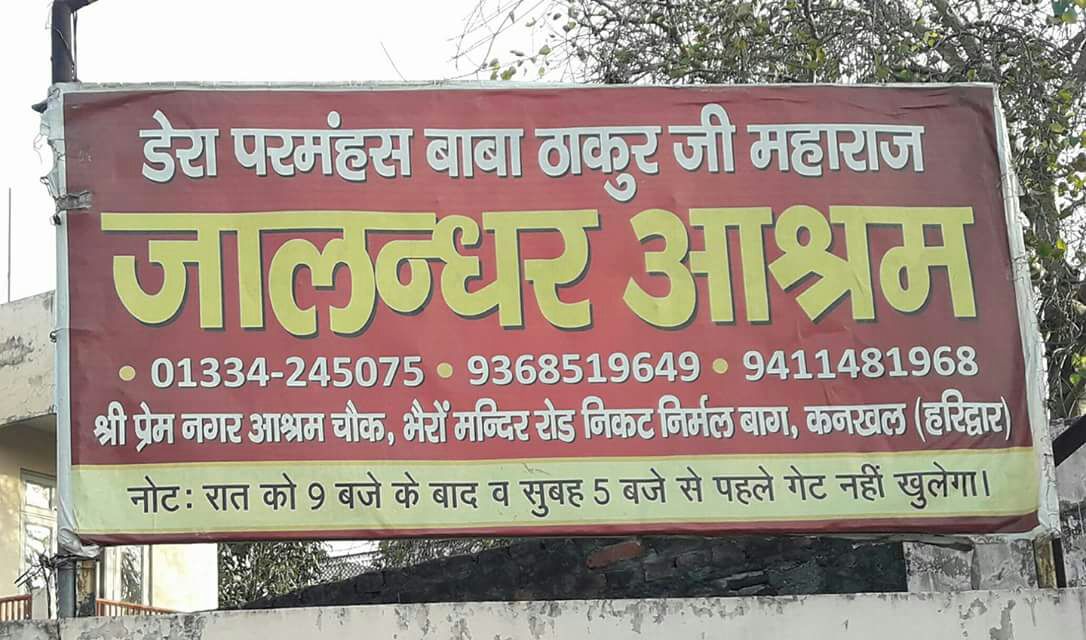 डेरा परमंहस बाबा ठाकुर जी महाराज
जालन्धर आश्रम
• 01334-245075 • 9368519649 • 9411481968
श्री प्रेम नगर आश्रम चौक, भैरों मन्दिर रोड निकट निर्मल बाग, कनखल (हरिद्वार)
नोट: रात को 9 बजे के बाद व सुबह 5 बजे से पहले गेट नहीं खुलेगा।